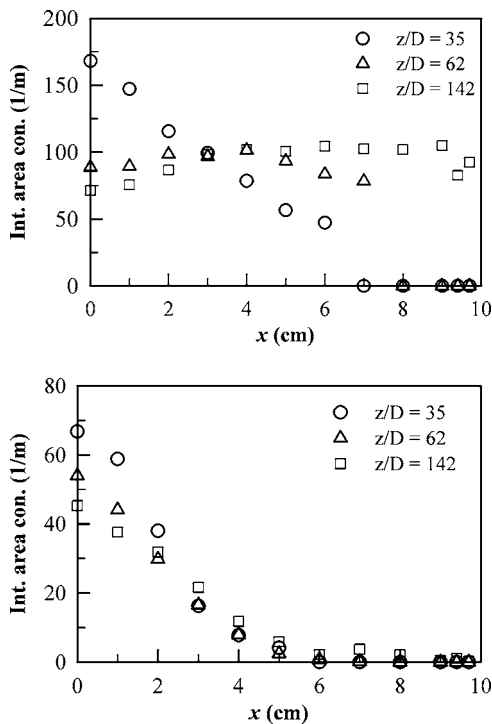 200
150
100
50
0
Int. area con. (1/m)
z/D = 35
z/D = 62
z/D = 142
0 2 4 6 8 10
x (cm)
80
60
40
20
0
Int. area con. (1/m)
z/D = 35
z/D = 62
z/D = 142
0 2 4 6 8 10
x (cm)